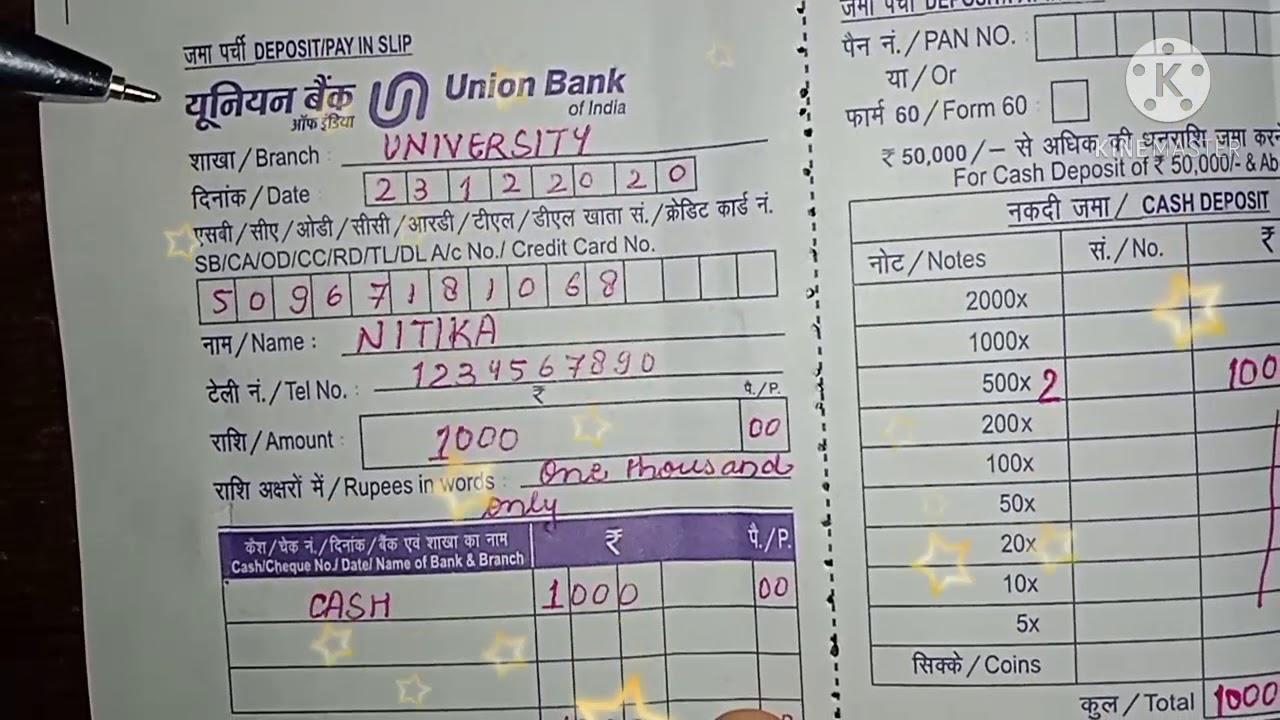 जमा पर्ची DEPOSIT/PAY IN SLIP
यूनियन बैंक
ऑफ इंडिया
Union Bank
of India
शाखा/Branch : UNIVERSITY
दिनांक/Date 23122020
एसबी/सीए/ओडी/सीसी/आरडी/टीएल/डीएल खाता सं./क्रेडिट कार्ड नं.
SB/CA/OD/CC/RD/TL/DL A/c No./ Credit Card No.
50967181068
नाम/Name : NITIKA
टेली नं./Tel No. : 1234567890
₹ पै./P.
राशि/Amount : 1000 00
राशि अक्षरों में/Rupees in words : One thousand
only
केश/चेक नं./दिनांक/बैंक एवं शाखा का नाम
Cash/Cheque No./ Date/ Name of Bank & Branch
₹ पै./P.
CASH 1000 00
जमा पर्ची
पैन नं./PAN NO.
या/Or
फार्म 60/Form 60 :
₹ 50,000/– से अधिक की धनराशि जमा
For Cash Deposit of ₹ 50,000/- &
नकदी जमा/ CASH DEPOSIT
नोट/Notes सं./No. ₹
2000x
1000x
500x 2 100
200x
100x
50x
20x
10x
5x
सिक्के/Coins
कुल/Total 1000
K
KINEMASTER